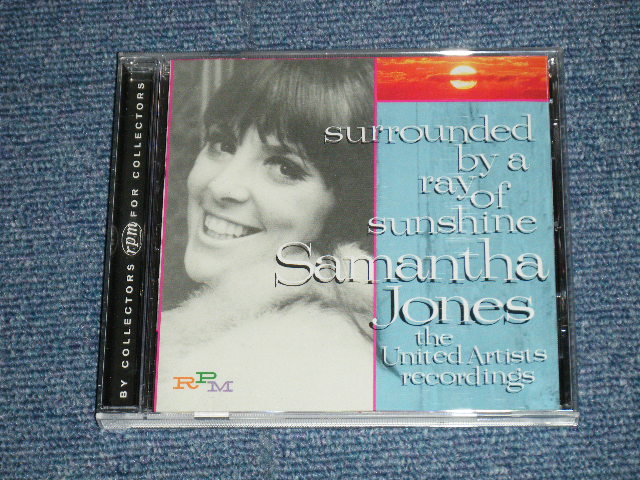 BY COLLECTORS rpm FOR COLLECTORS
surrounded
by a
ray of
sunshine
Samantha
Jones
the
United Artists
recordings
RPM